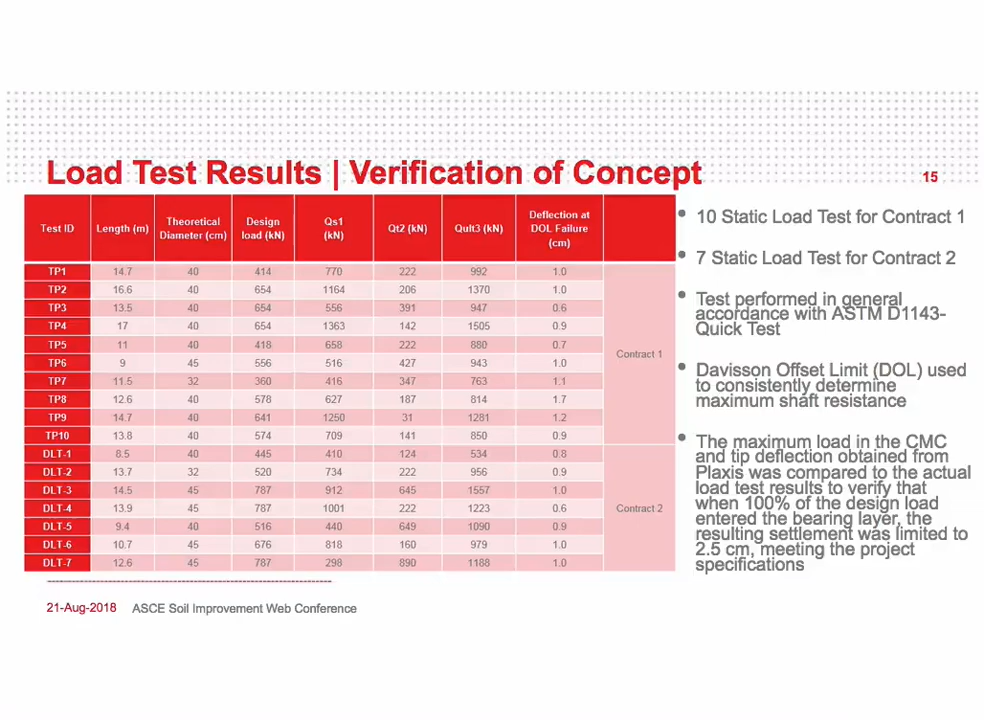 Load Test Results | Verification of Concept
15
Test ID Length (m) Theoretical Diameter (cm) Design load (kN) Qs1 (kN) Qt2 (kN) Qult3 (kN) Deflection at DOL Failure (cm)
TP1 14.7 40 414 770 222 992 1.0
TP2 16.6 40 654 1164 206 1370 1.0
TP3 13.5 40 654 556 391 947 0.6
TP4 17 40 654 1363 142 1505 0.9
TP5 11 40 418 658 222 880 0.7
Contract 1
TP6 9 45 556 516 427 943 1.0
TP7 11.5 32 360 416 347 763 1.1
TP8 12.6 40 578 627 187 814 1.7
TP9 14.7 40 641 1250 31 1281 1.2
TP10 13.8 40 574 709 141 850 0.9
DLT-1 8.5 40 445 410 124 534 0.8
DLT-2 13.7 32 520 734 222 956 0.9
DLT-3 14.5 45 787 912 645 1557 1.0
DLT-4 13.9 45 787 1001 222 1223 0.6 Contract 2
DLT-5 9.4 40 516 440 649 1090 0.9
DLT-6 10.7 45 676 818 160 979 1.0
DLT-7 12.6 45 787 298 890 1188 1.0
• 10 Static Load Test for Contract 1
• 7 Static Load Test for Contract 2
• Test performed in general
accordance with ASTM D1143-
Quick Test
• Davisson Offset Limit (DOL) used
to consistently determine
maximum shaft resistance
• The maximum load in the CMC
and tip deflection obtained from
Plaxis was compared to the actual
load test results to verify that
when 100% of the design load
entered the bearing layer, the
resulting settlement was limited to
2.5 cm, meeting the project
specifications
21-Aug-2018 ASCE Soil Improvement Web Conference